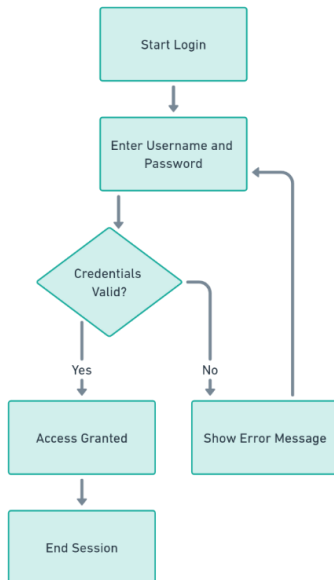 Start Login
Enter Username and
Password
Credentials
Valid?
Yes
No
Access Granted
Show Error Message
End Session